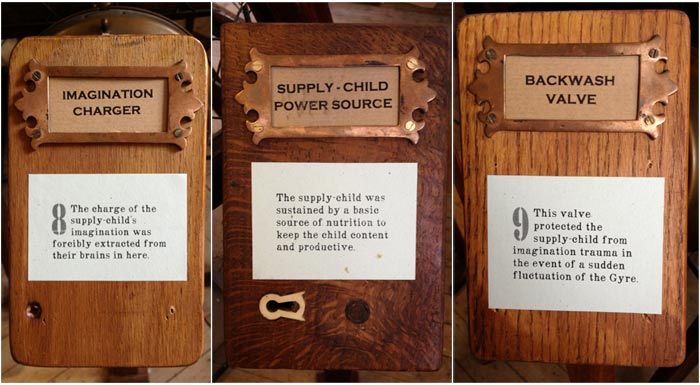 IMAGINATION
CHARGER
8 The charge of the
supply-child's
imagination was
forcibly extracted from
their brains in here.
SUPPLY-CHILD
POWER SOURCE
The supply-child was
sustained by a basic
source of nutrition to
keep the child content
and productive.
BACKWASH
VALVE
9 This valve
protected the
supply-child from
imagination trauma in
the event of a sudden
fluctuation of the Gyre.